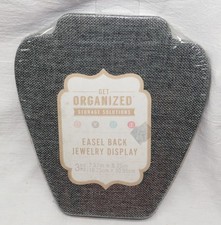 GET
ORGANIZED
STORAGE SOLUTIONS
EASEL BACK
JEWELRY DISPLAY